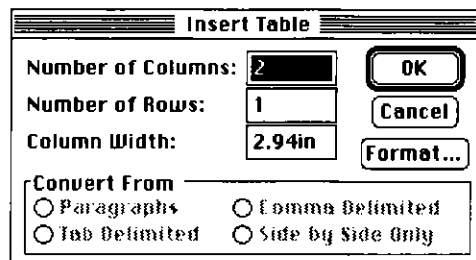 Insert Table
Number of Columns: 2 OK
Number of Rows: 1 Cancel
Column Width: 2.94in Format...
Convert From
Paragraphs Comma Delimited
Tab Delimited Side by Side Only